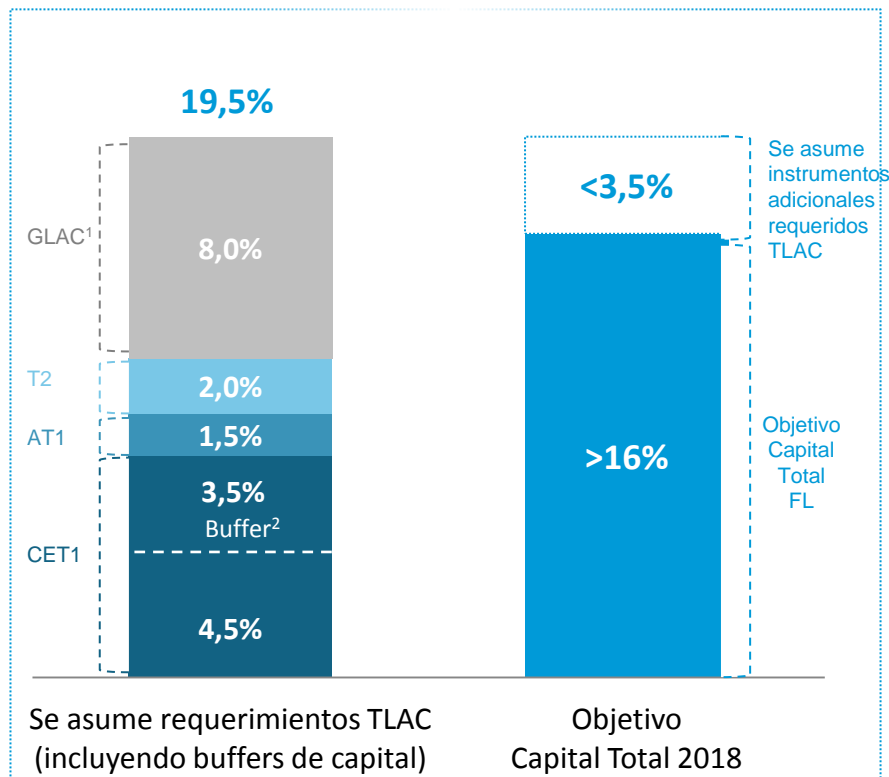 19,5%
GLAC1
8,0%
T2
2,0%
AT1
1,5%
CET1
3,5%
Buffer2
4,5%
Se asume requerimientos TLAC
(incluyendo buffers de capital)
<3,5%
Se asume
instrumentos
adicionales
requeridos
TLAC
>16%
Objetivo
Capital
Total
FL
Objetivo
Capital Total 2018